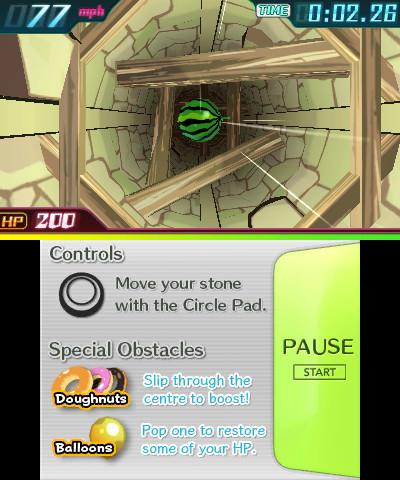 077 mph
TIME 0:02.26
HP 200
Controls
Move your stone
with the Circle Pad.
Special Obstacles
Doughnuts
Slip through the
centre to boost!
Balloons
Pop one to restore
some of your HP.
PAUSE
START